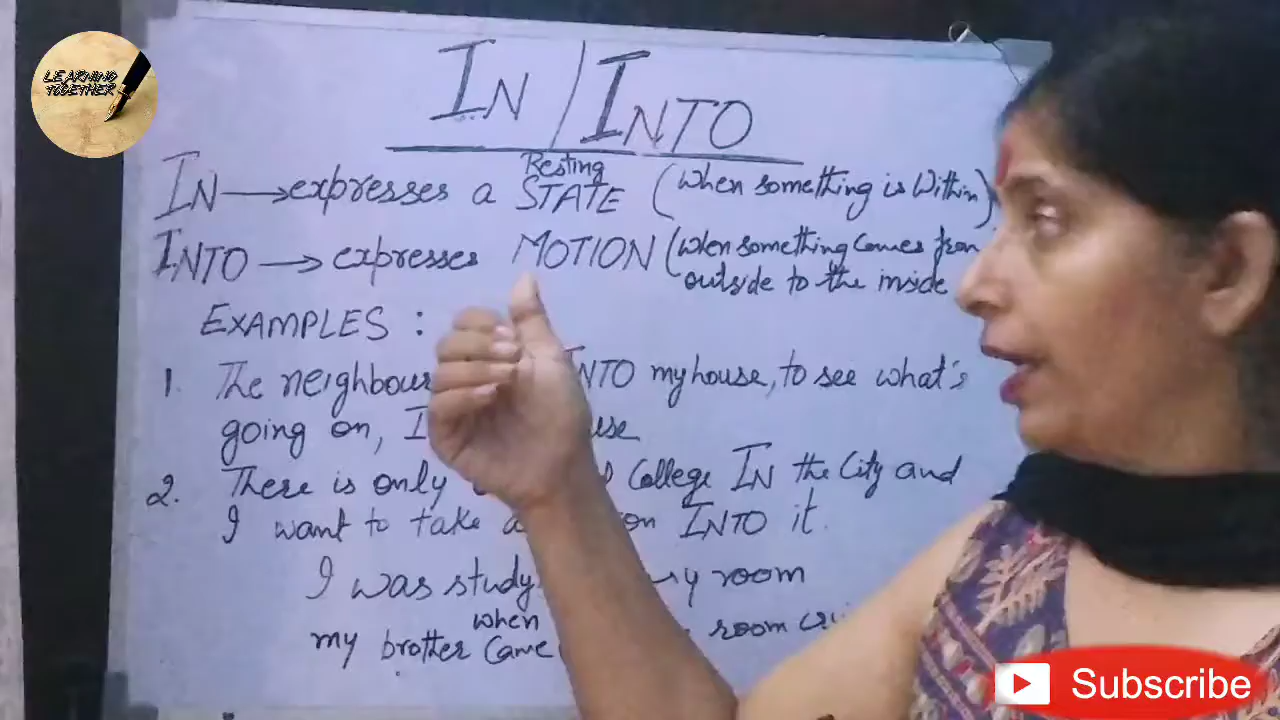 LEARNING
TOGETHER
IN / INTO
Resting
IN → expresses a STATE (when something is within)
INTO → expresses MOTION (when something comes from
outside to the inside
EXAMPLES :
1. The neighbour INTO my house, to see what's
going on,
2. There is only College IN the City and
I want to take INTO it.
I was study room
when
my brother came room
Subscribe